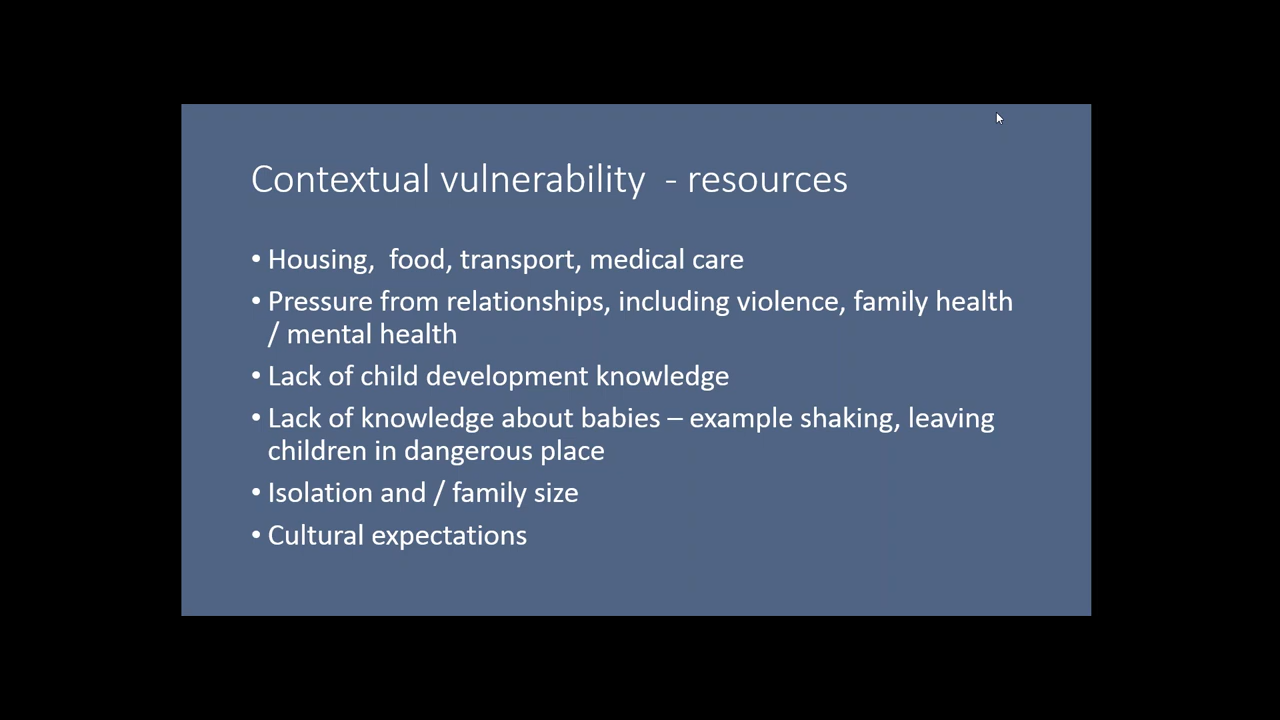 Contextual vulnerability  - resources
• Housing,  food, transport, medical care
• Pressure from relationships, including violence, family health
/ mental health
• Lack of child development knowledge
• Lack of knowledge about babies – example shaking, leaving
children in dangerous place
• Isolation and / family size
• Cultural expectations